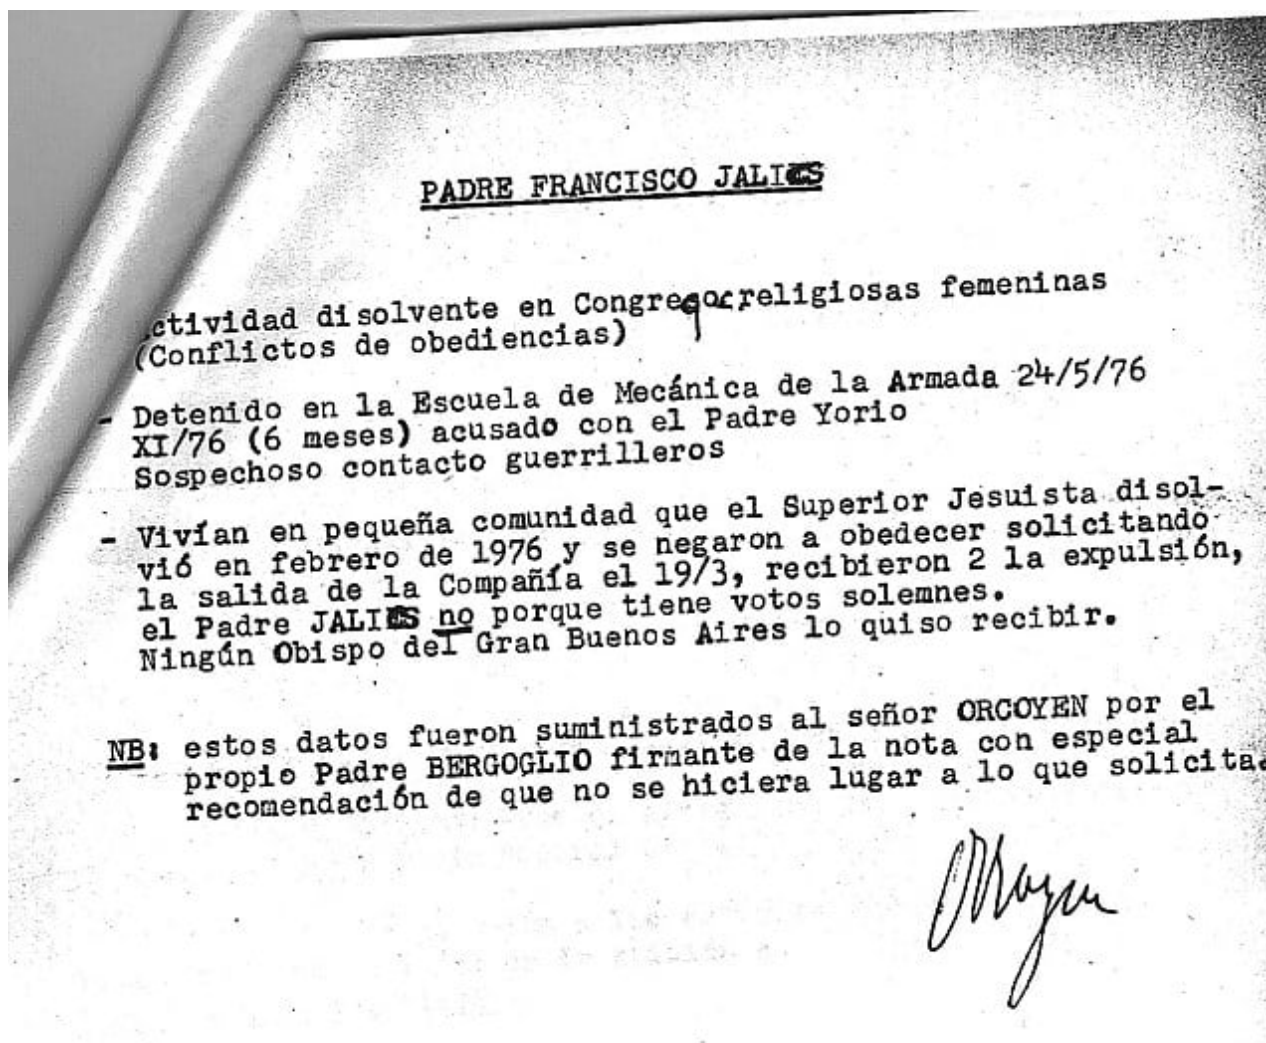 PADRE FRANCISCO JALICS
ctividad disolvente en Congregac. religiosas femeninas
(Conflictos de obediencias)
- Detenido en la Escuela de Mecánica de la Armada 24/5/76
XI/76 (6 meses) acusado con el Padre Yorio
Sospechoso contacto guerrilleros
- Vivían en pequeña comunidad que el Superior Jesuista disol-
vió en febrero de 1976 y se negaron a obedecer solicitando
la salida de la Compañía el 19/3, recibieron 2 la expulsión,
el Padre JALICS no porque tiene votos solemnes.
Ningún Obispo del Gran Buenos Aires lo quiso recibir.
NB: estos datos fueron suministrados al señor ORCOYEN por el
propio Padre BERGOGLIO firmante de la nota con especial
recomendación de que no se hiciera lugar a lo que solicita.
Orcoyen